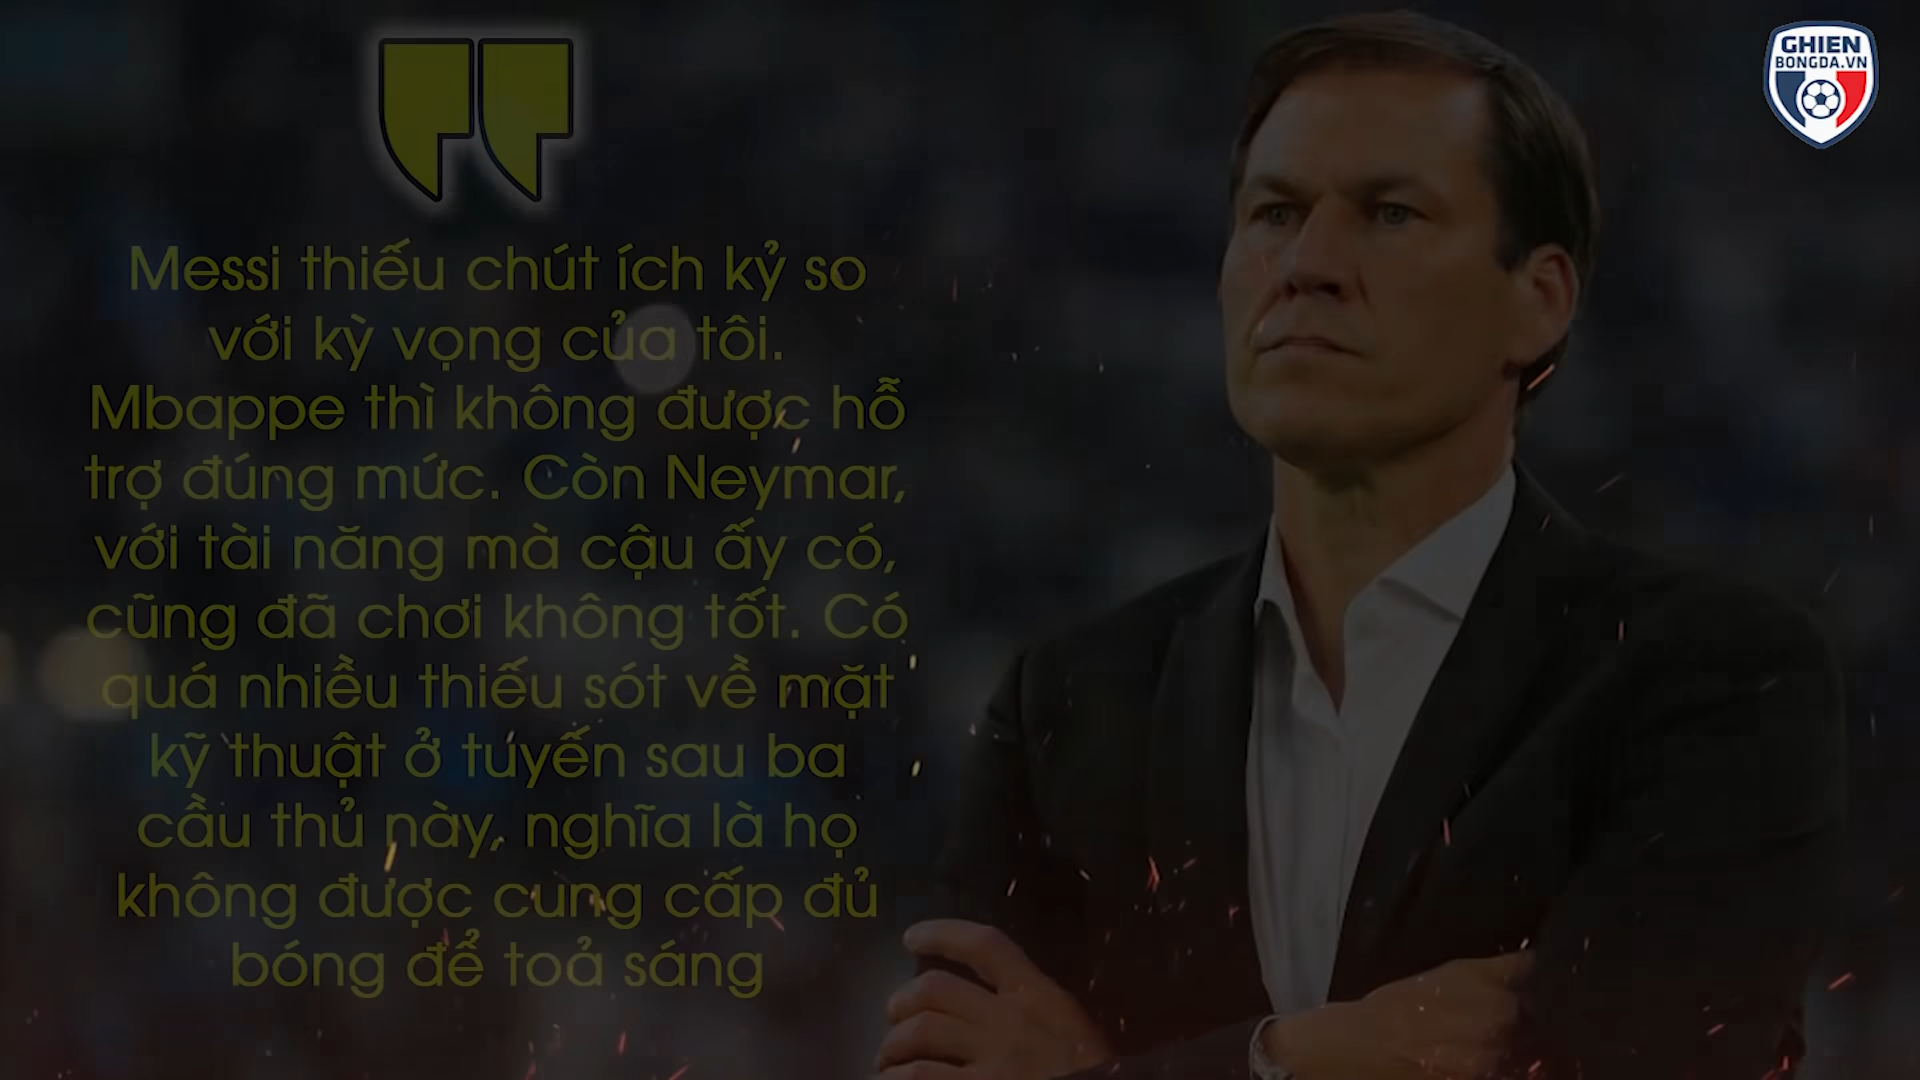 GHIEN
BONGDA.VN
Messi thiếu chút ích kỷ so
với kỳ vọng của tôi.
Mbappe thì không được hỗ
trợ đúng mức. Còn Neymar,
với tài năng mà cậu ấy có,
cũng đã chơi không tốt. Có
quá nhiều thiếu sót về mặt
kỹ thuật ở tuyến sau ba
cầu thủ này, nghĩa là họ
không được cung cấp đủ
bóng để toả sáng